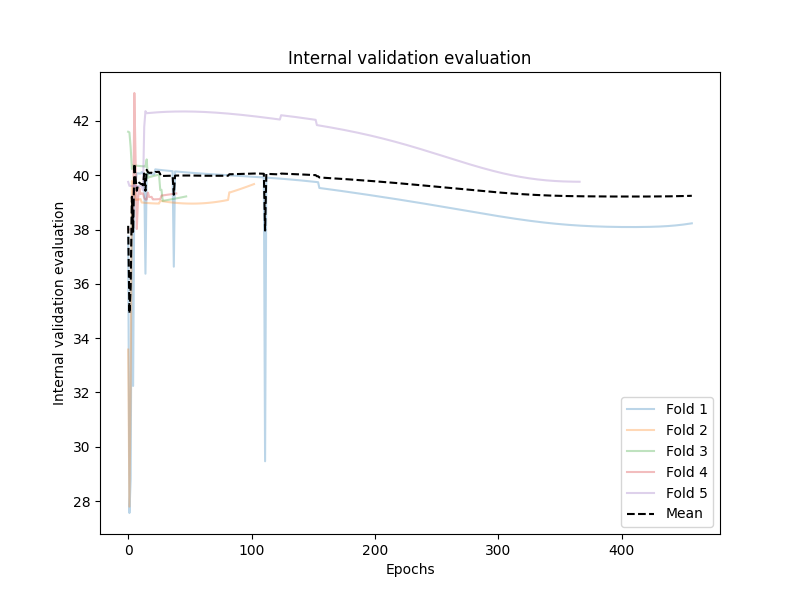 Internal validation evaluation
Internal validation evaluation
42
40
38
36
34
32
30
28
0
100
200
300
400
Epochs
Fold 1
Fold 2
Fold 3
Fold 4
Fold 5
Mean